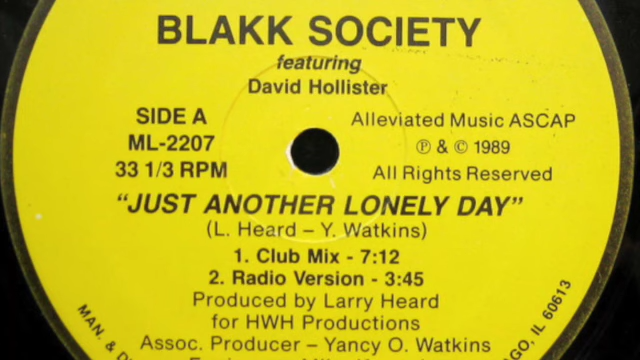 BLAKK SOCIETY
featuring
David Hollister
SIDE A
ML-2207
33 1/3 RPM
Alleviated Music ASCAP
℗ & © 1989
All Rights Reserved
“JUST ANOTHER LONELY DAY”
(L. Heard – Y. Watkins)
1. Club Mix - 7:12
2. Radio Version - 3:45
Produced by Larry Heard
for HWH Productions
Assoc. Producer – Yancy O. Watkins
MAN. &
IL 60613